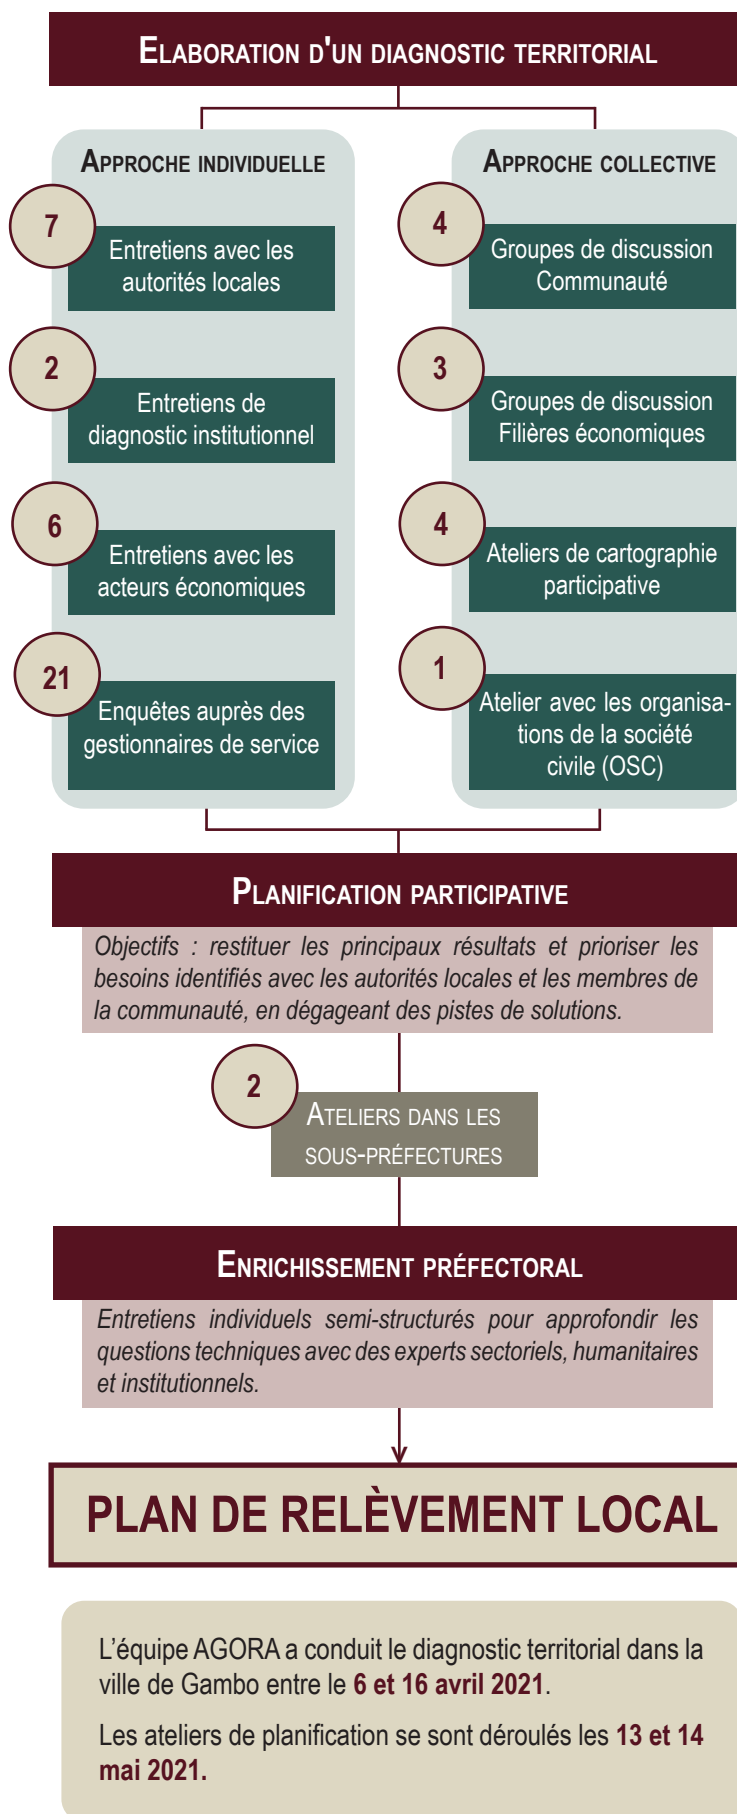 ELABORATION D'UN DIAGNOSTIC TERRITORIAL
APPROCHE INDIVIDUELLE
7
Entretiens avec les
autorités locales
2
Entretiens de
diagnostic institutionnel
6
Entretiens avec les
acteurs économiques
21
Enquêtes auprès des
gestionnaires de service
APPROCHE COLLECTIVE
4
Groupes de discussion
Communauté
3
Groupes de discussion
Filières économiques
4
Ateliers de cartographie
participative
1
Atelier avec les organisa-
tions de la société
civile (OSC)
PLANIFICATION PARTICIPATIVE
Objectifs : restituer les principaux résultats et prioriser les
besoins identifiés avec les autorités locales et les membres de
la communauté, en dégageant des pistes de solutions.
2
ATELIERS DANS LES
SOUS-PRÉFECTURES
ENRICHISSEMENT PRÉFECTORAL
Entretiens individuels semi-structurés pour approfondir les
questions techniques avec des experts sectoriels, humanitaires
et institutionnels.
PLAN DE RELÈVEMENT LOCAL
L'équipe AGORA a conduit le diagnostic territorial dans la
ville de Gambo entre le 6 et 16 avril 2021.
Les ateliers de planification se sont déroulés les 13 et 14
mai 2021.